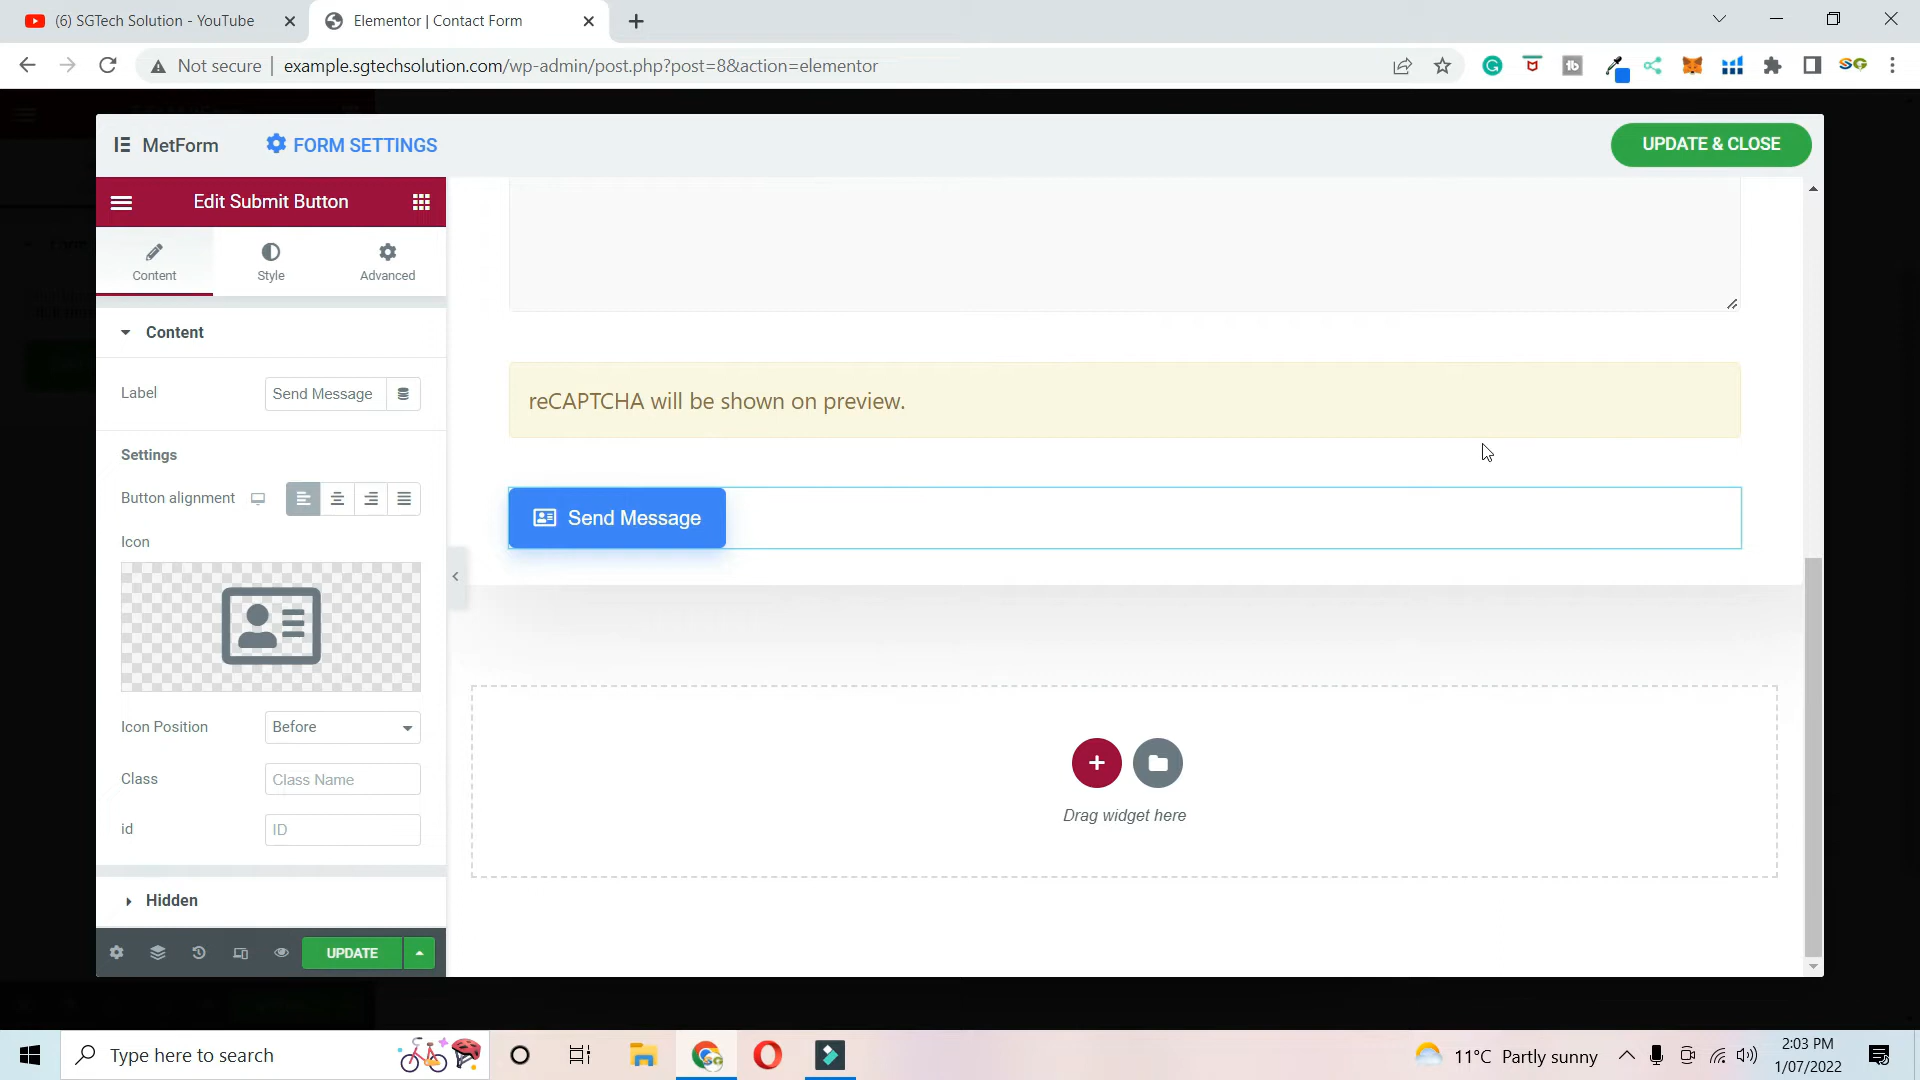 (6) SGTech Solution - YouTube
Elementor | Contact Form
Not secure
example.sgtechsolution.com/wp-admin/post.php?post=8&action=elementor
MetForm
FORM SETTINGS
UPDATE & CLOSE
Edit Submit Button
Content
Style
Advanced
Content
Label
Send Message
Settings
Button alignment
Icon
Icon Position
Before
Class
Class Name
id
ID
Hidden
UPDATE
reCAPTCHA will be shown on preview.
Send Message
Drag widget here
Type here to search
11°C Partly sunny
2:03 PM
1/07/2022